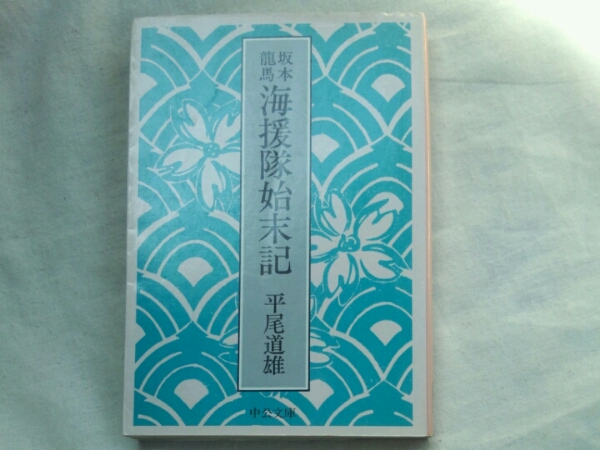 坂本
龍馬
海援隊始末記
平尾道雄
中公文庫